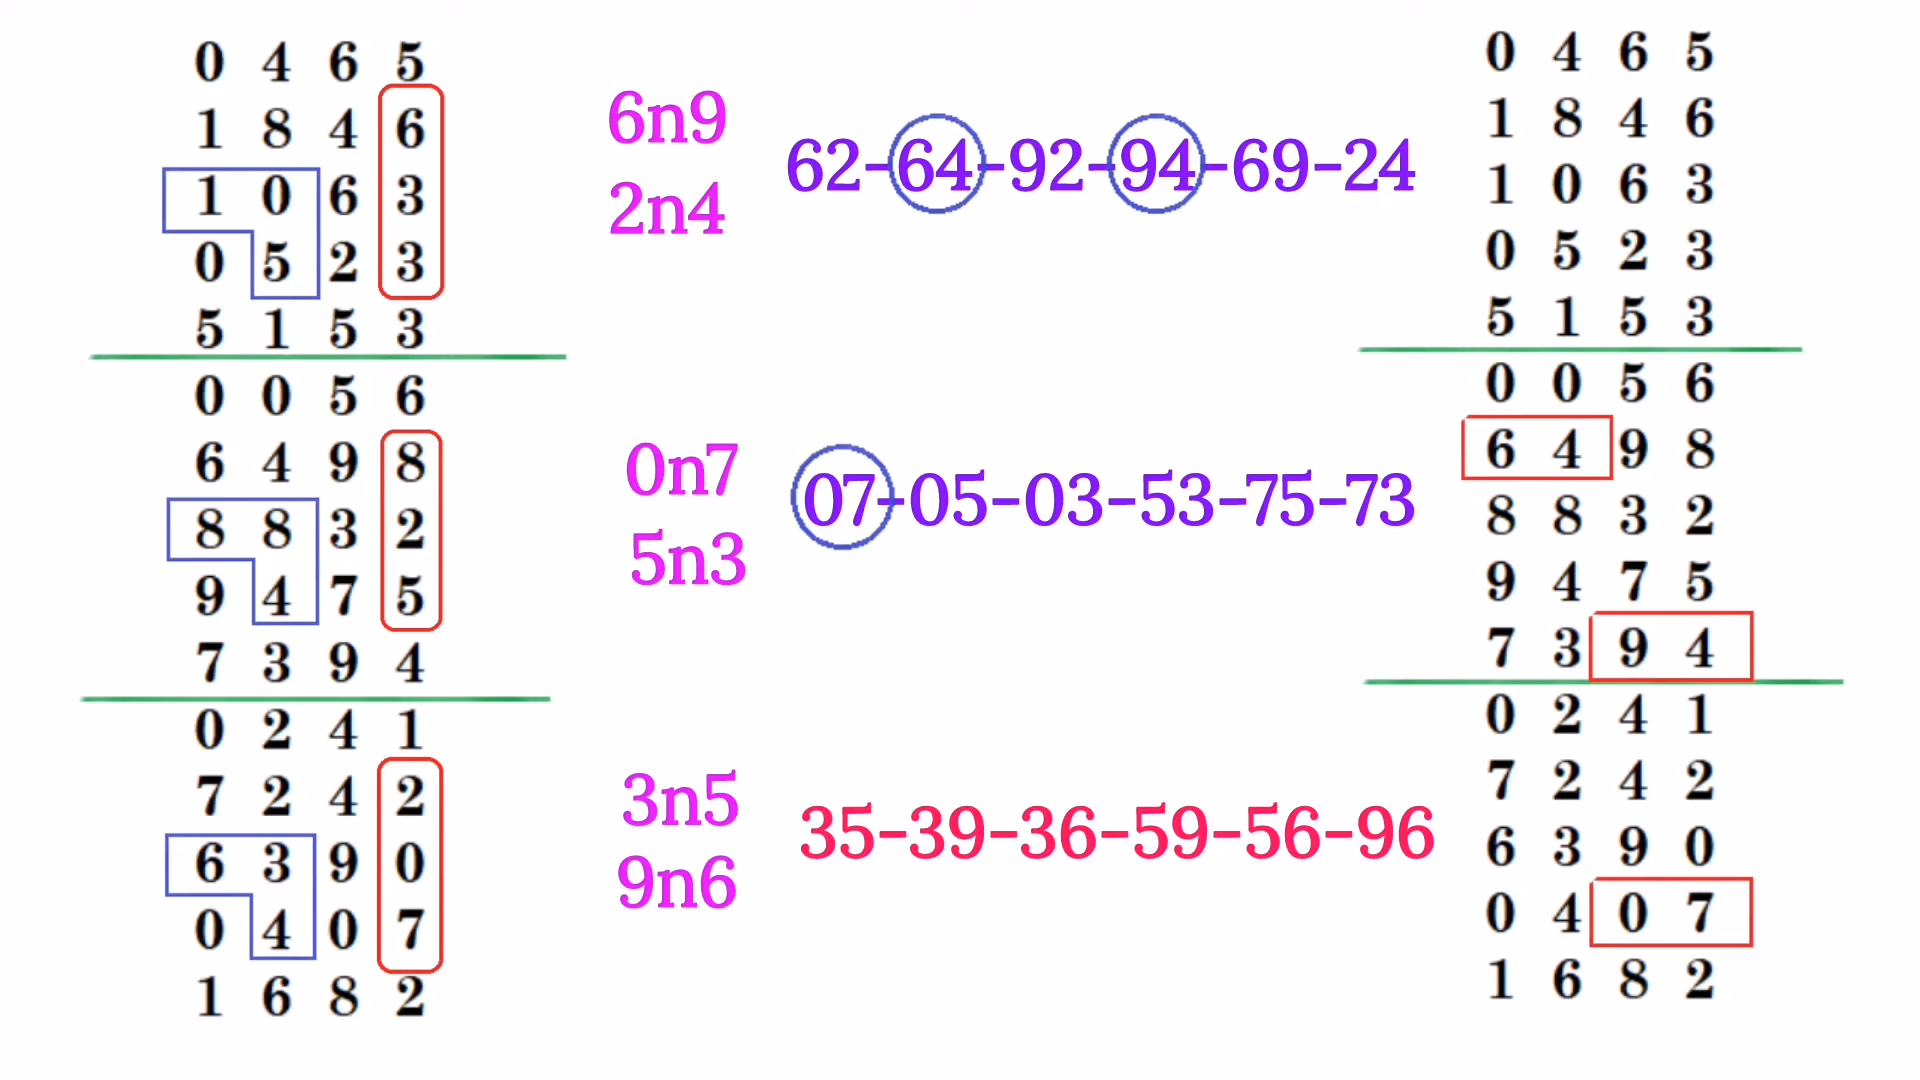 0 4 6 5
1 8 4 6
1 0 6 3
0 5 2 3
5 1 5 3
0 0 5 6
6 4 9 8
8 8 3 2
9 4 7 5
7 3 9 4
0 2 4 1
7 2 4 2
6 3 9 0
0 4 0 7
1 6 8 2
6n9
2n4
62-64-92-94-69-24
0n7
5n3
07-05-03-53-75-73
3n5
9n6
35-39-36-59-56-96
0 4 6 5
1 8 4 6
1 0 6 3
0 5 2 3
5 1 5 3
0 0 5 6
6 4 9 8
8 8 3 2
9 4 7 5
7 3 9 4
0 2 4 1
7 2 4 2
6 3 9 0
0 4 0 7
1 6 8 2